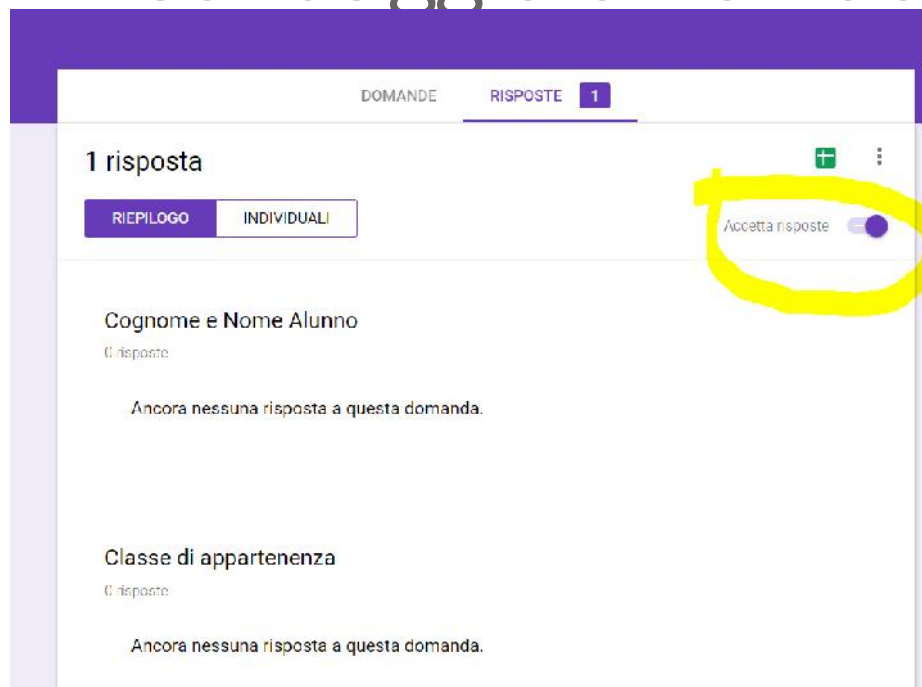 DOMANDE RISPOSTE 1
1 risposta
RIEPILOGO INDIVIDUALI Accetta risposte
Cognome e Nome Alunno
0 risposte
Ancora nessuna risposta a questa domanda.
Classe di appartenenza
0 risposte
Ancora nessuna risposta a questa domanda.